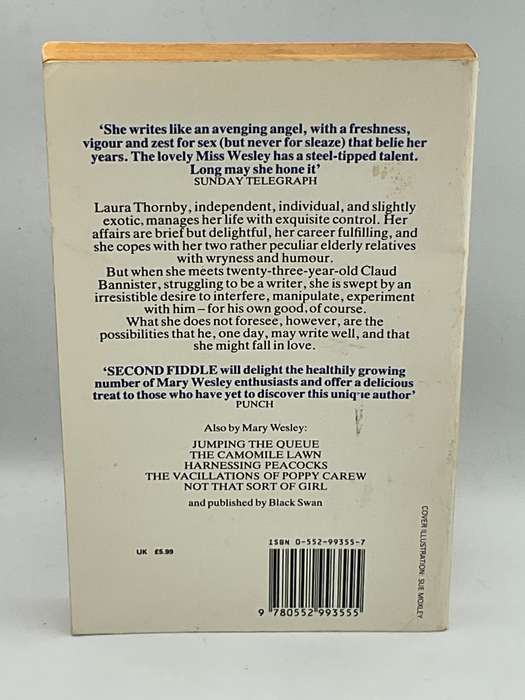 ‘She writes like an avenging angel, with a freshness,
vigour and zest for sex (but never for sleaze) that belie her
years. The lovely Miss Wesley has a steel-tipped talent.
Long may she hone it’
SUNDAY TELEGRAPH
Laura Thornby, independent, individual, and slightly
exotic, manages her life with exquisite control. Her
affairs are brief but delightful, her career fulfilling, and
she copes with her two rather peculiar elderly relatives
with wryness and humour.
But when she meets twenty-three-year-old Claud
Bannister, struggling to be a writer, she is swept by an
irresistible desire to interfere, manipulate, experiment
with him – for his own good, of course.
What she does not foresee, however, are the
possibilities that he, one day, may write well, and that
she might fall in love.
‘SECOND FIDDLE will delight the healthily growing
number of Mary Wesley enthusiasts and offer a delicious
treat to those who have yet to discover this unique author’
PUNCH
Also by Mary Wesley:
JUMPING THE QUEUE
THE CAMOMILE LAWN
HARNESSING PEACOCKS
THE VACILLATIONS OF POPPY CAREW
NOT THAT SORT OF GIRL
and published by Black Swan
UK £5.99
ISBN 0-552-99355-7
9 780552 993555
COVER ILLUSTRATION: SUE MOXLEY